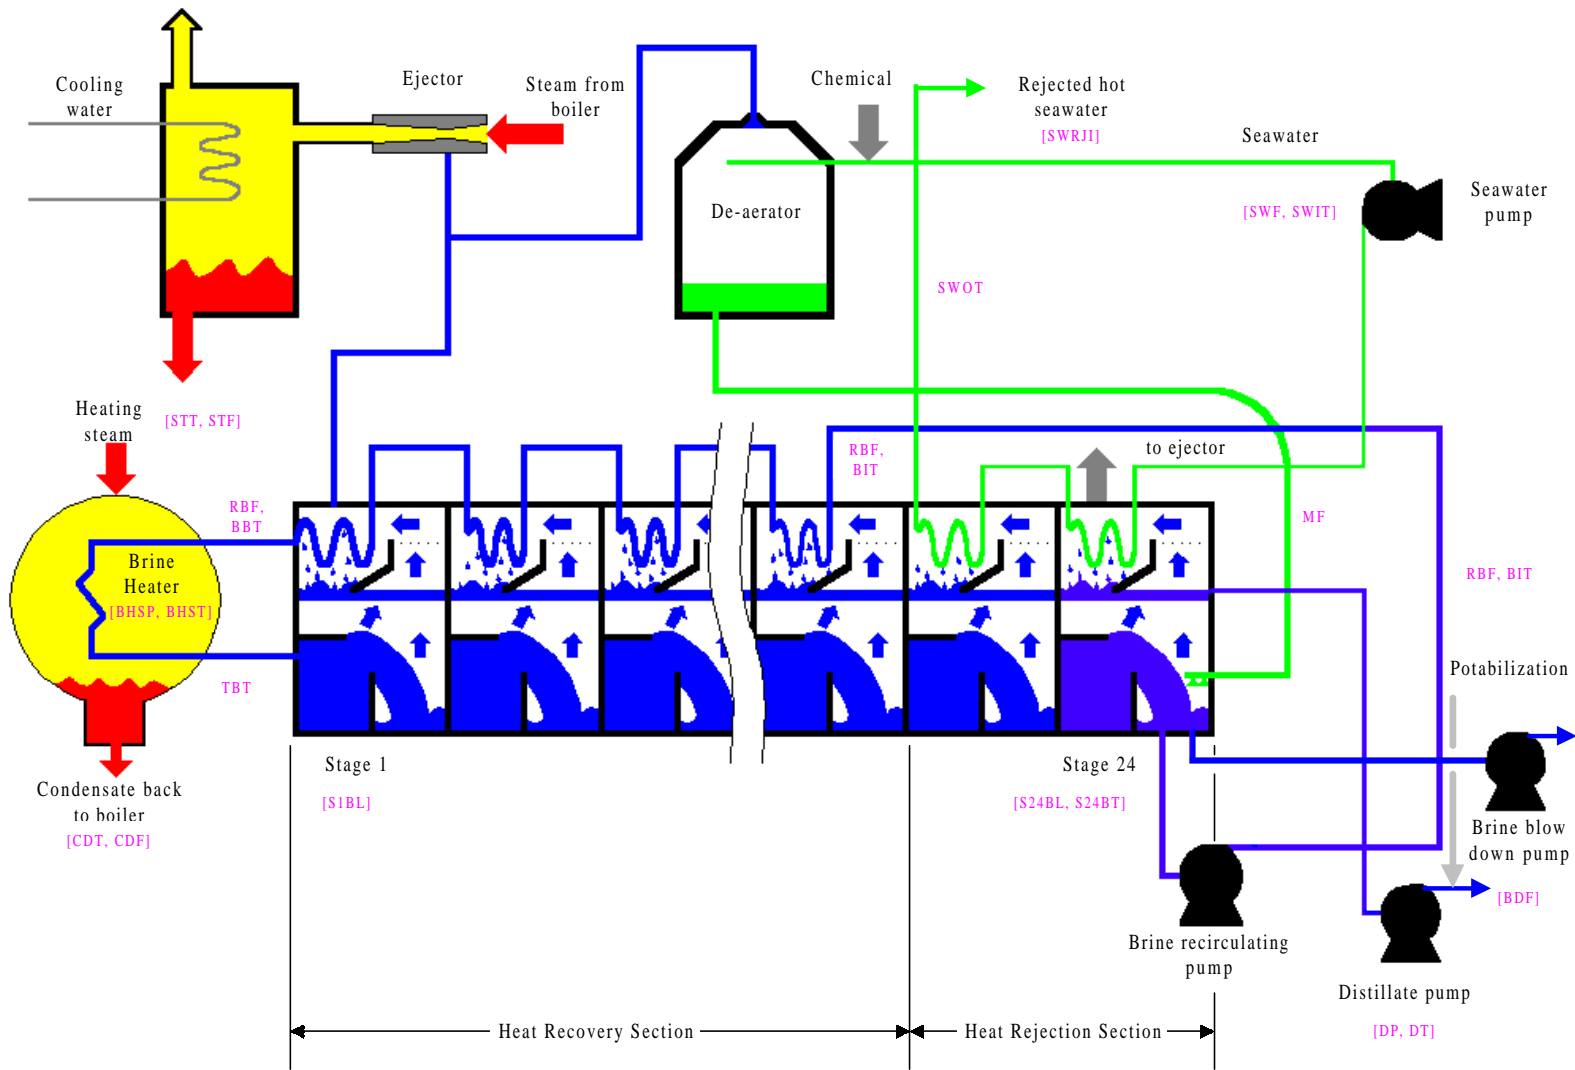 Cooling
water
Ejector
Steam from
boiler
Chemical
Rejected hot
seawater
[SWRJI]
Seawater
[SWF, SWIT]
Seawater
pump
De-aerator
SWOT
Heating
steam
[STT, STF]
RBF,
BBT
Brine
Heater
[BHSP, BHST]
TBT
RBF,
BIT
to ejector
MF
RBF, BIT
Potabilization
Condensate back
to boiler
[CDT, CDF]
Stage 1
[S1BL]
Stage 24
[S24BL, S24BT]
Brine blow
down pump
[BDF]
Brine recirculating
pump
Distillate pump
[DP, DT]
Heat Recovery Section
Heat Rejection Section